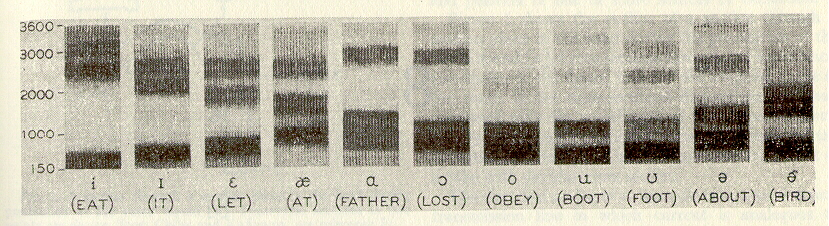 3600
3000
2000
1000
150
i ɪ ɛ æ ɑ ɔ o u ʊ ə ɚ
(EAT) (IT) (LET) (AT) (FATHER) (LOST) (OBEY) (BOOT) (FOOT) (ABOUT) (BIRD)